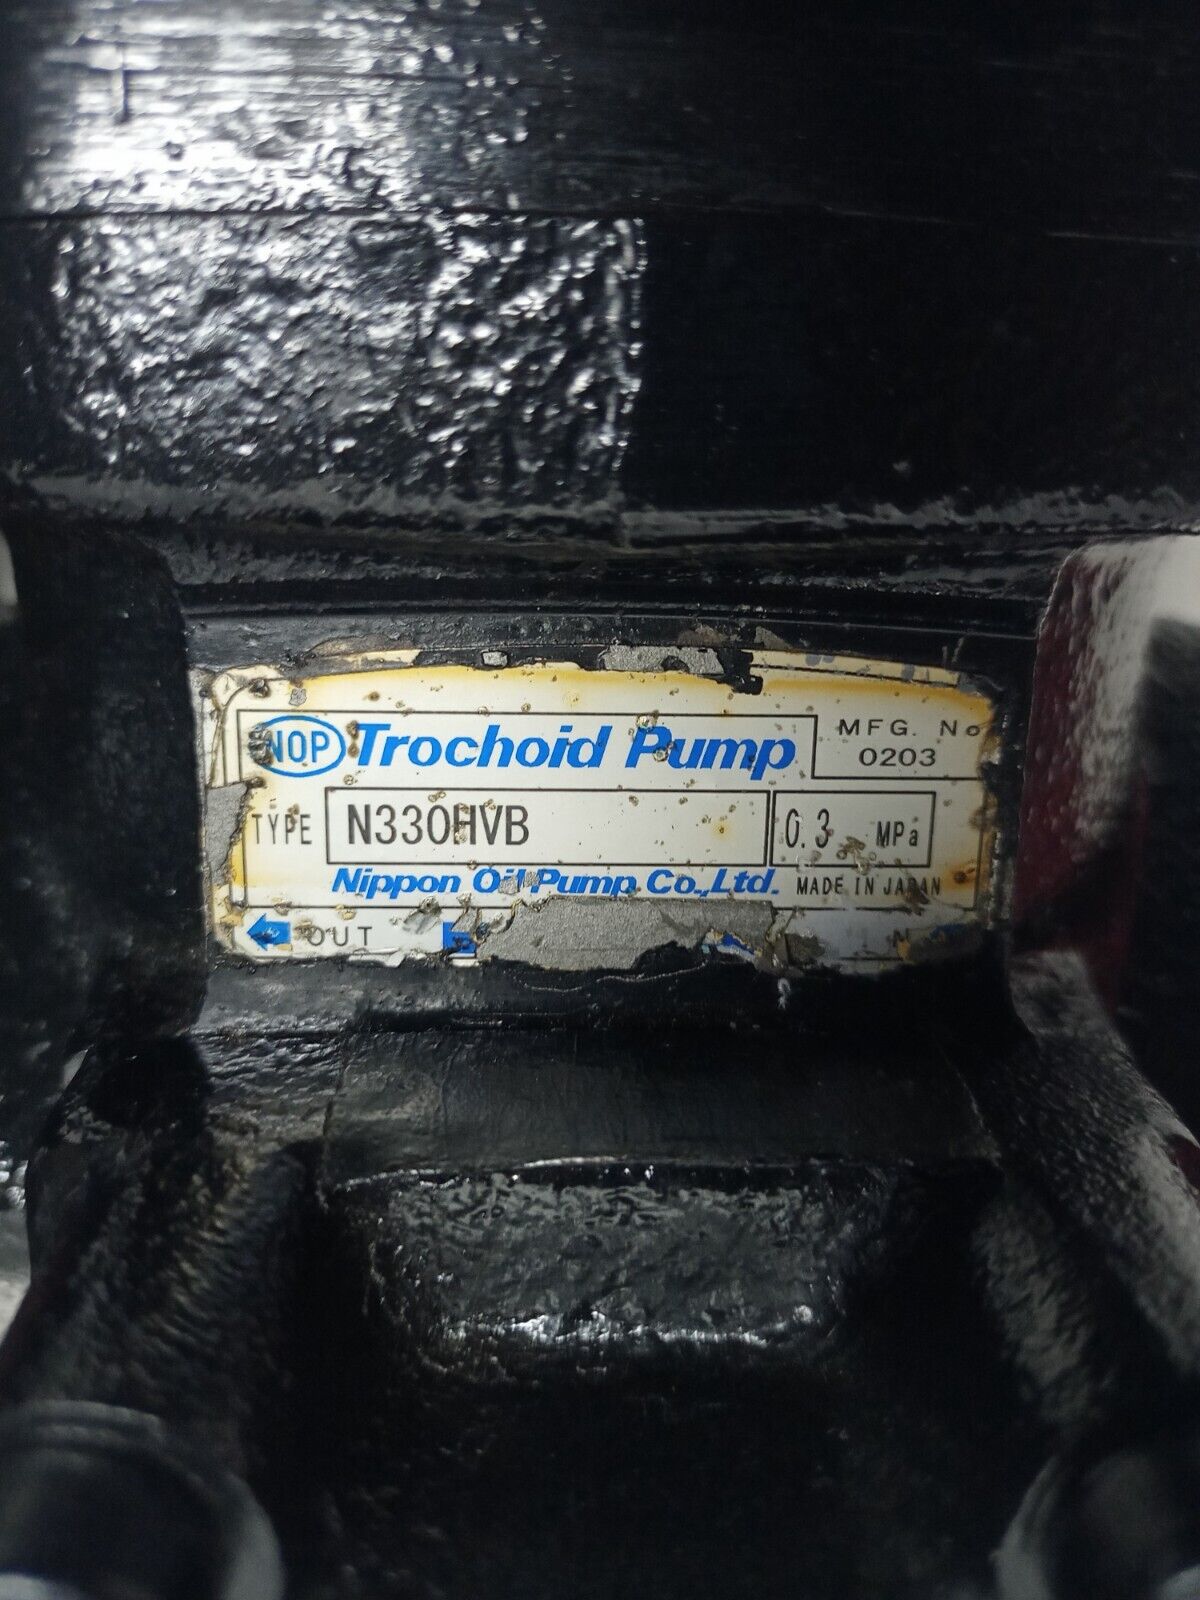 NOP Trochoid Pump
MFG. No
0203
TYPE N330HVB 0.3 MPa
Nippon Oil Pump Co.,Ltd. MADE IN JAPAN
OUT